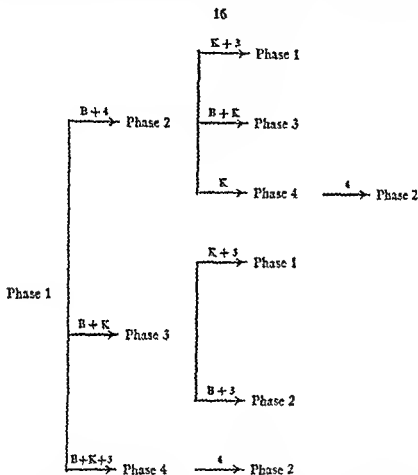 16
K+3
Phase 1
B+4
Phase 2
B+K
Phase 3
K
Phase 4
4
Phase 2
K+3
Phase 1
Phase 1
B+K
Phase 3
B+3
Phase 2
B+K+3
Phase 4
4
Phase 2